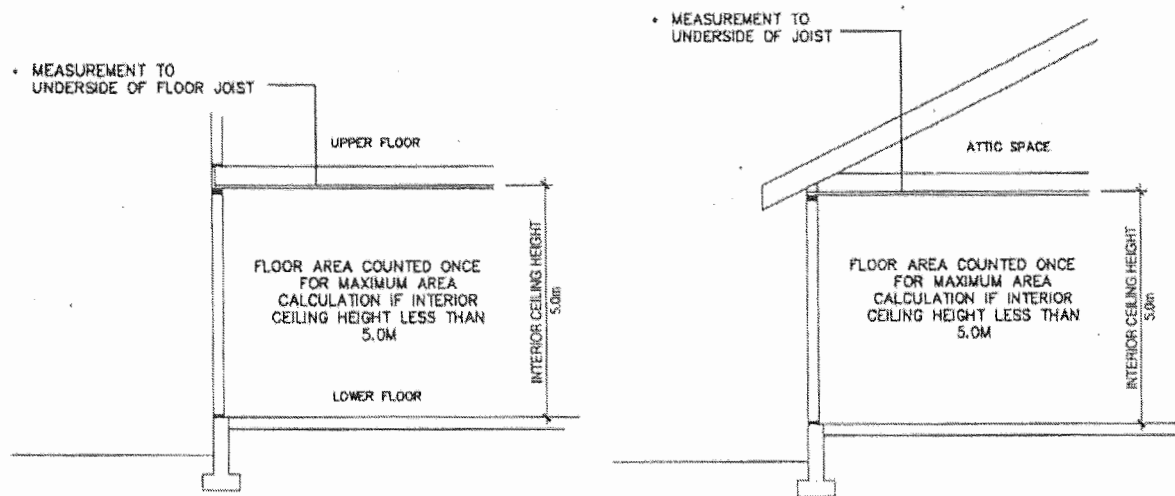 • MEASUREMENT TO
UNDERSIDE OF FLOOR JOIST
UPPER FLOOR
FLOOR AREA COUNTED ONCE
FOR MAXIMUM AREA
CALCULATION IF INTERIOR
CEILING HEIGHT LESS THAN
5.0M
INTERIOR CEILING HEIGHT
5.0m
LOWER FLOOR
• MEASUREMENT TO
UNDERSIDE OF JOIST
ATTIC SPACE
FLOOR AREA COUNTED ONCE
FOR MAXIMUM AREA
CALCULATION IF INTERIOR
CEILING HEIGHT LESS THAN
5.0M
INTERIOR CEILING HEIGHT
5.0m